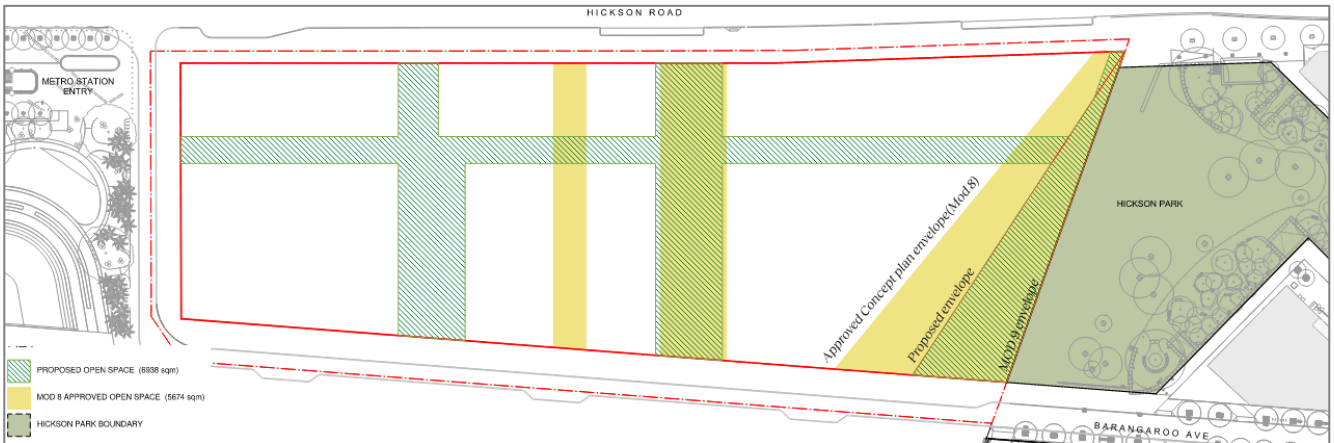 HICKSON ROAD
METRO STATION
ENTRY
Approved Concept plan envelope(Mod 8)
Proposed envelope
MOD 9 envelope
HICKSON PARK
PROPOSED OPEN SPACE (6938 sqm)
MOD 8 APPROVED OPEN SPACE (5674 sqm)
HICKSON PARK BOUNDARY
BARANGAROO AVE